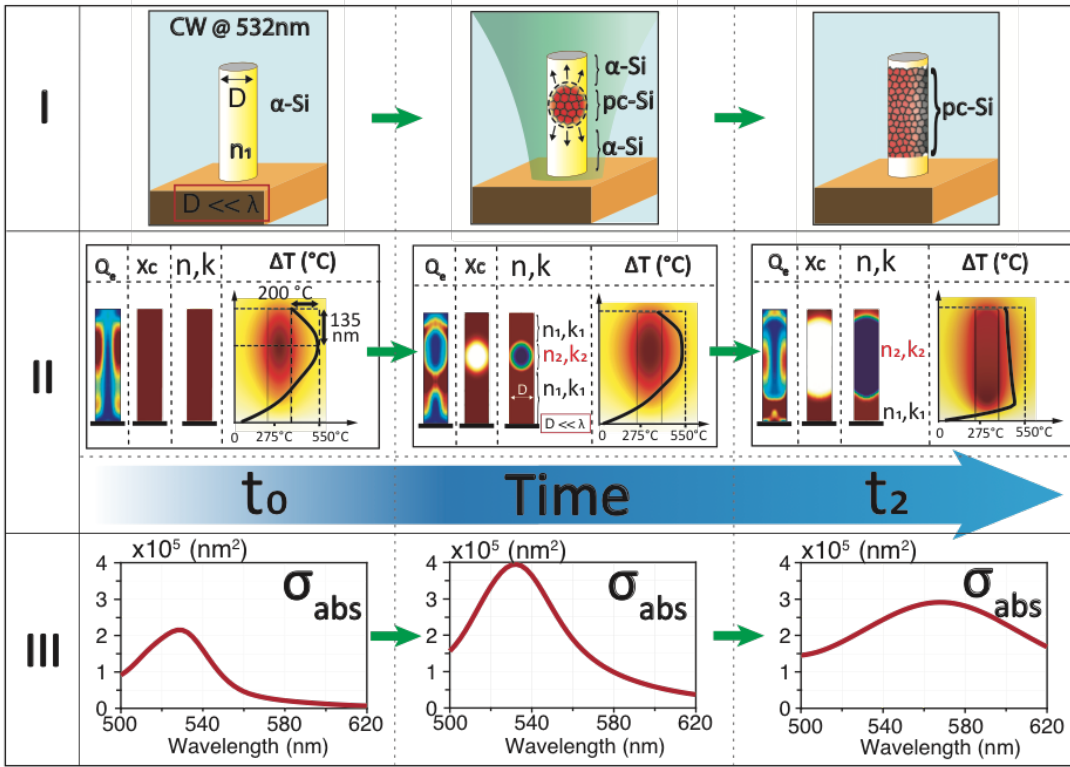 I
CW @ 532nm
D
α-Si
n₁
D << λ
α-Si
pc-Si
α-Si
pc-Si
II
Qₑ
Xc
n,k
ΔT (°C)
200 °C
135
nm
0
275°C
550°C
Qₑ
Xc
n,k
ΔT (°C)
n₁,k₁
n₂,k₂
n₁,k₁
D
D << λ
0
275°C
550°C
Qₑ
Xc
n,k
ΔT (°C)
n₂,k₂
n₁,k₁
0
275°C
550°C
t₀
Time
t₂
III
x10⁵ (nm²)
σabs
4
3
2
1
0
500
540
580
620
Wavelength (nm)
x10⁵ (nm²)
σabs
4
3
2
1
0
500
540
580
620
Wavelength (nm)
x10⁵ (nm²)
σabs
4
3
2
1
0
500
540
580
620
Wavelength (nm)